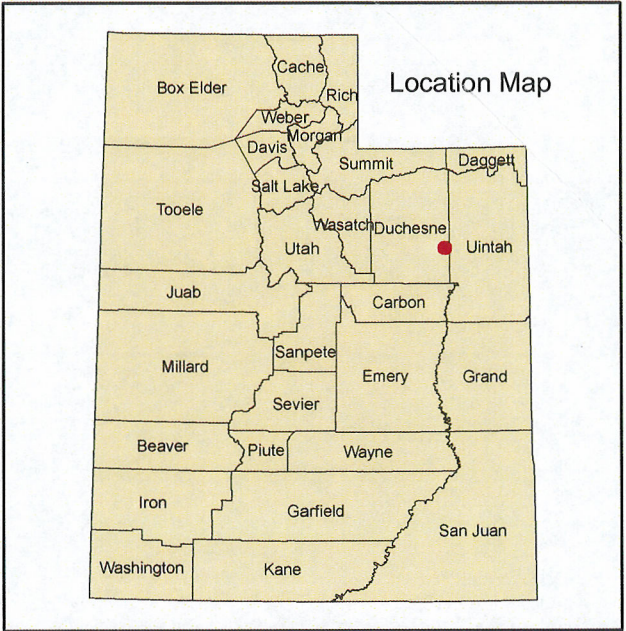 Location Map
Cache
Box Elder
Rich
Weber
Morgan
Davis
Summit
Daggett
Salt Lake
Tooele
Wasatch
Duchesne
Utah
Uintah
Juab
Carbon
Sanpete
Millard
Emery
Grand
Sevier
Beaver
Piute
Wayne
Iron
Garfield
San Juan
Washington
Kane